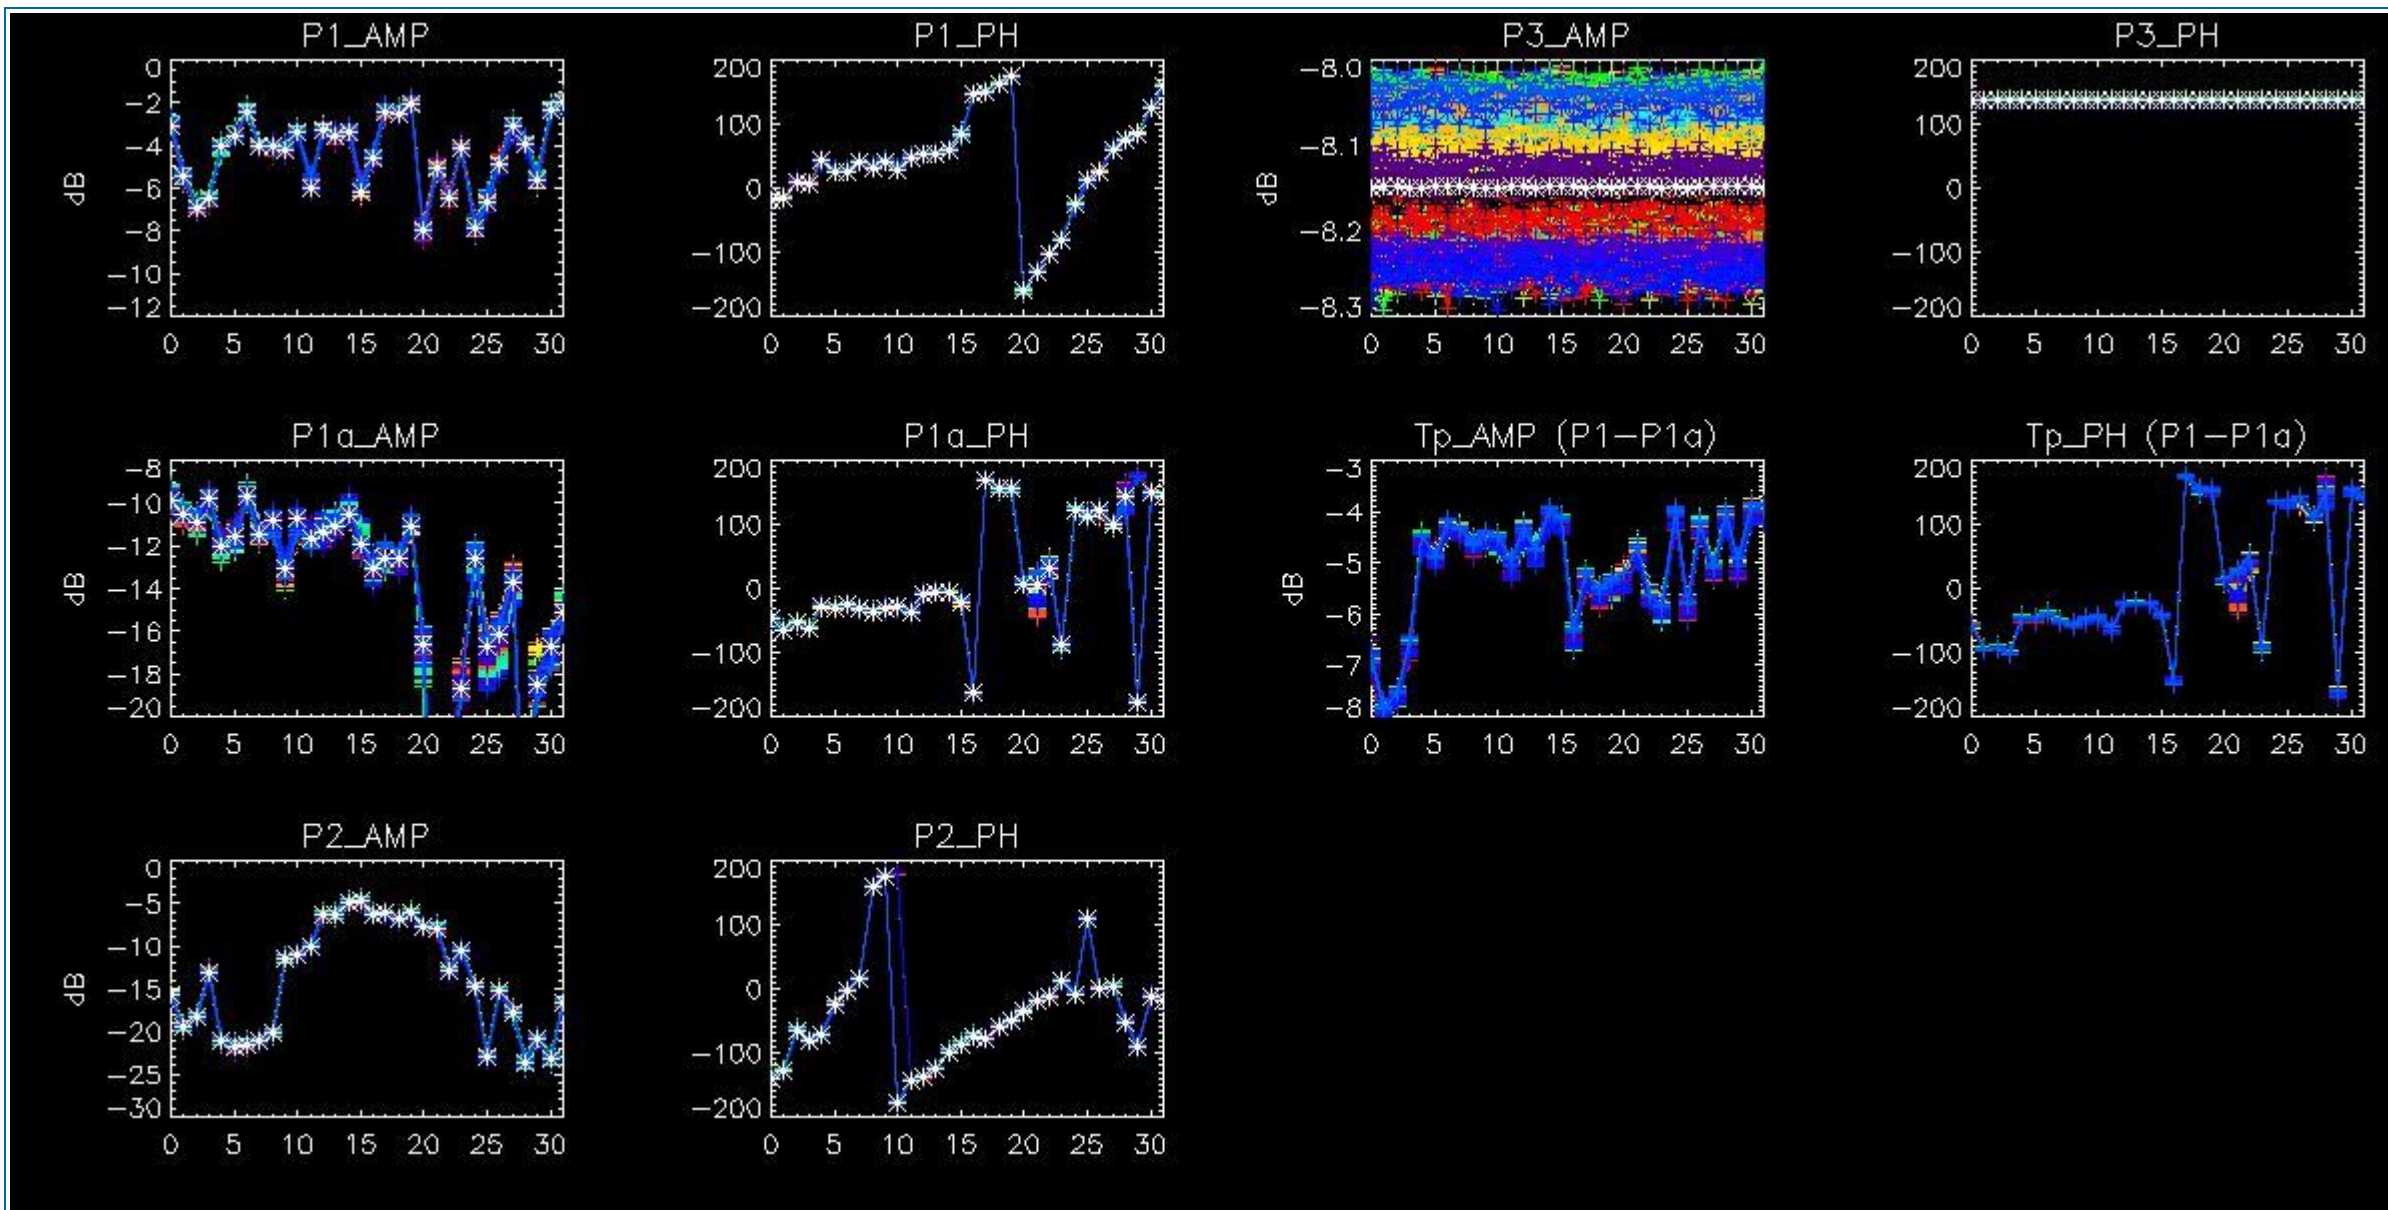 P1_AMP P1_PH P3_AMP P3_PH
0 200 -8.0 200
-2 100 -8.1 100
-4 0 -8.2 0
-6 -100 -8.3 -100
-8 -200 -200
-10
-12
dB dB
0 5 10 15 20 25 30 0 5 10 15 20 25 30 0 5 10 15 20 25 30 0 5 10 15 20 25 30
P1a_AMP P1a_PH Tp_AMP (P1-P1a) Tp_PH (P1-P1a)
-8 200 -3 200
-10 100 -4 100
-12 0 -5 0
-14 -100 -6 -100
-16 -200 -7 -200
-18 -8
-20
dB dB
0 5 10 15 20 25 30 0 5 10 15 20 25 30 0 5 10 15 20 25 30 0 5 10 15 20 25 30
P2_AMP P2_PH
0 200
-5 100
-10 0
-15 -100
-20 -200
-25
-30
dB
0 5 10 15 20 25 30 0 5 10 15 20 25 30